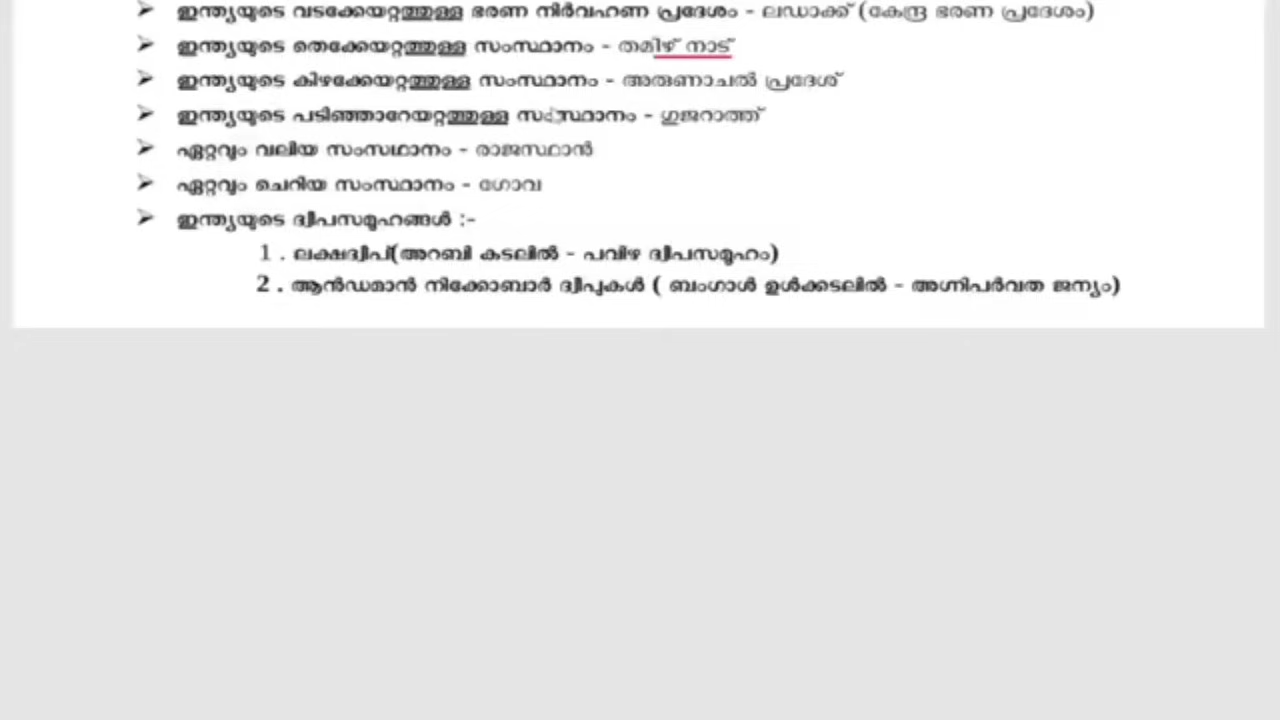 ➢ ഇന്ത്യയുടെ വടക്കേയറ്റത്തുള്ള ഭരണ നിർവഹണ പ്രദേശം - ലഡാക്ക് (കേന്ദ്ര ഭരണ പ്രദേശം)
➢ ഇന്ത്യയുടെ തെക്കേയറ്റത്തുള്ള സംസ്ഥാനം - തമിഴ് നാട്
➢ ഇന്ത്യയുടെ കിഴക്കേയറ്റത്തുള്ള സംസ്ഥാനം - അരുണാചൽ പ്രദേശ്
➢ ഇന്ത്യയുടെ പടിഞ്ഞാറേയറ്റത്തുള്ള സംസ്ഥാനം - ഗുജറാത്ത്
➢ ഏറ്റവും വലിയ സംസ്ഥാനം - രാജസ്ഥാൻ
➢ ഏറ്റവും ചെറിയ സംസ്ഥാനം - ഗോവ
➢ ഇന്ത്യയുടെ ദ്വീപസമൂഹങ്ങൾ :-
1 . ലക്ഷദ്വീപ്(അറബി കടലിൽ - പവിഴ ദ്വീപസമൂഹം)
2 . ആൻഡമാൻ നിക്കോബാർ ദ്വീപുകൾ ( ബംഗാൾ ഉൾക്കടലിൽ - അഗ്നിപർവത ജന്യം)